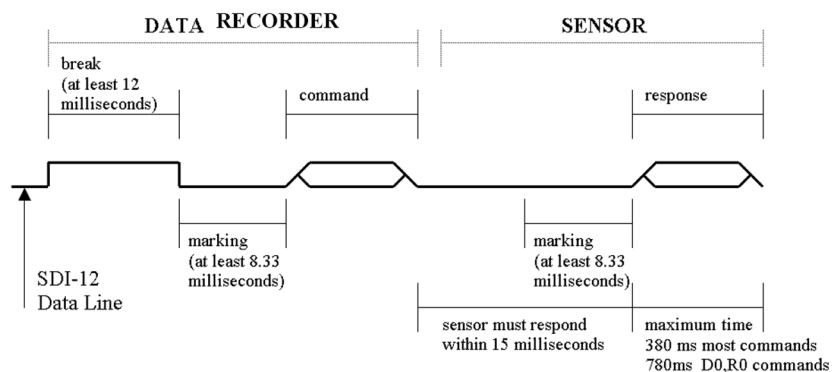 DATA RECORDER
SENSOR
break
(at least 12
milliseconds)
command
response
marking
(at least 8.33
milliseconds)
marking
(at least 8.33
milliseconds)
SDI-12
Data Line
sensor must respond
within 15 milliseconds
maximum time
380 ms most commands
780ms D0,R0 commands